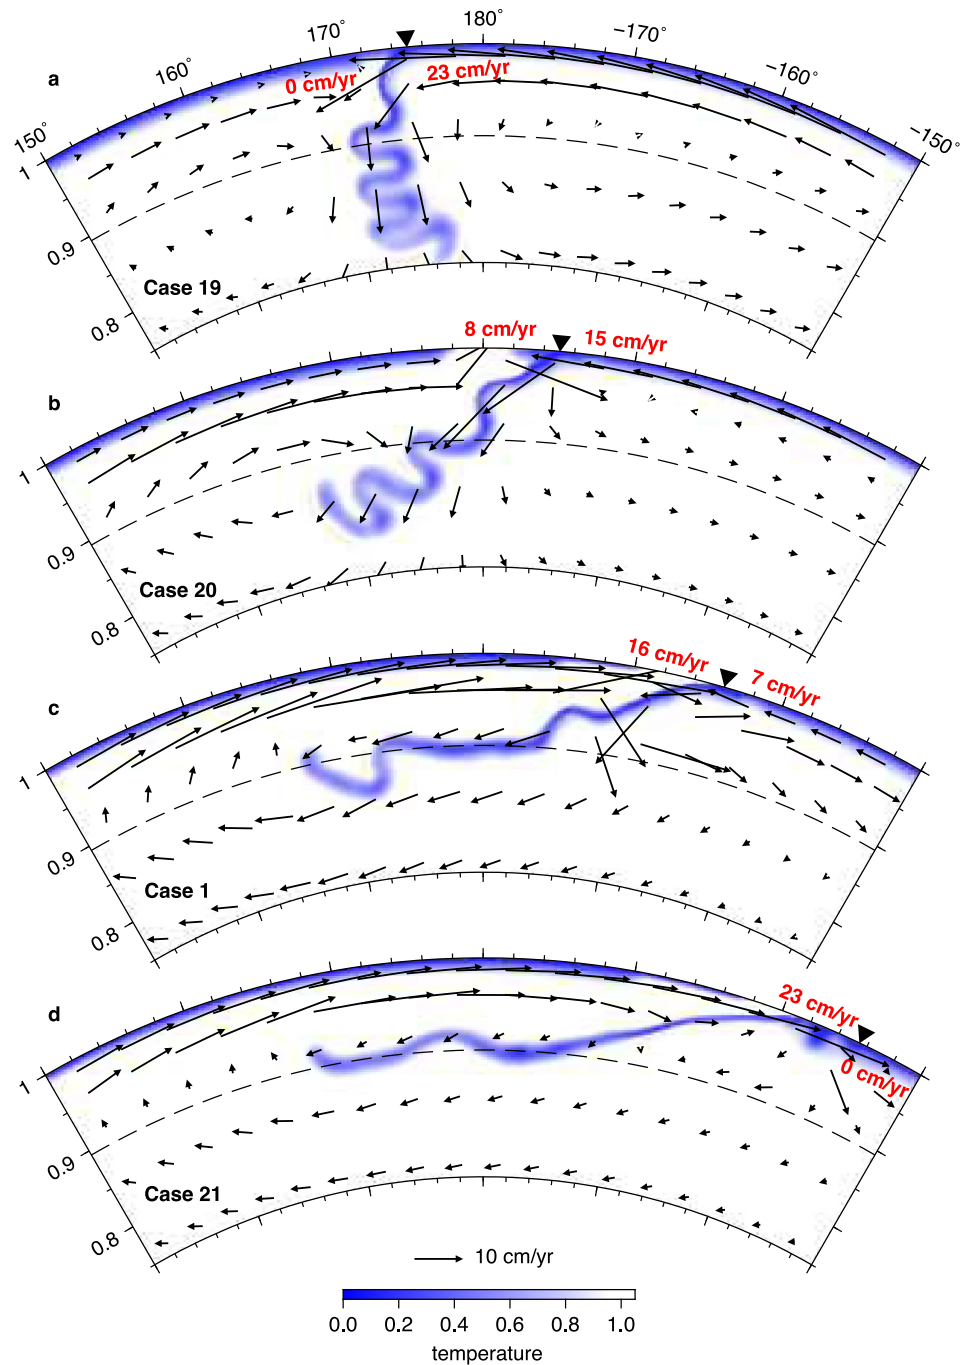 180°
170°
−170°
160°
−160°
150°
−150°
a
0 cm/yr
23 cm/yr
1
0.9
0.8
Case 19
b
8 cm/yr
15 cm/yr
1
0.9
0.8
Case 20
c
16 cm/yr
7 cm/yr
1
0.9
0.8
Case 1
d
23 cm/yr
0 cm/yr
1
0.9
0.8
Case 21
10 cm/yr
0.0 0.2 0.4 0.6 0.8 1.0
temperature